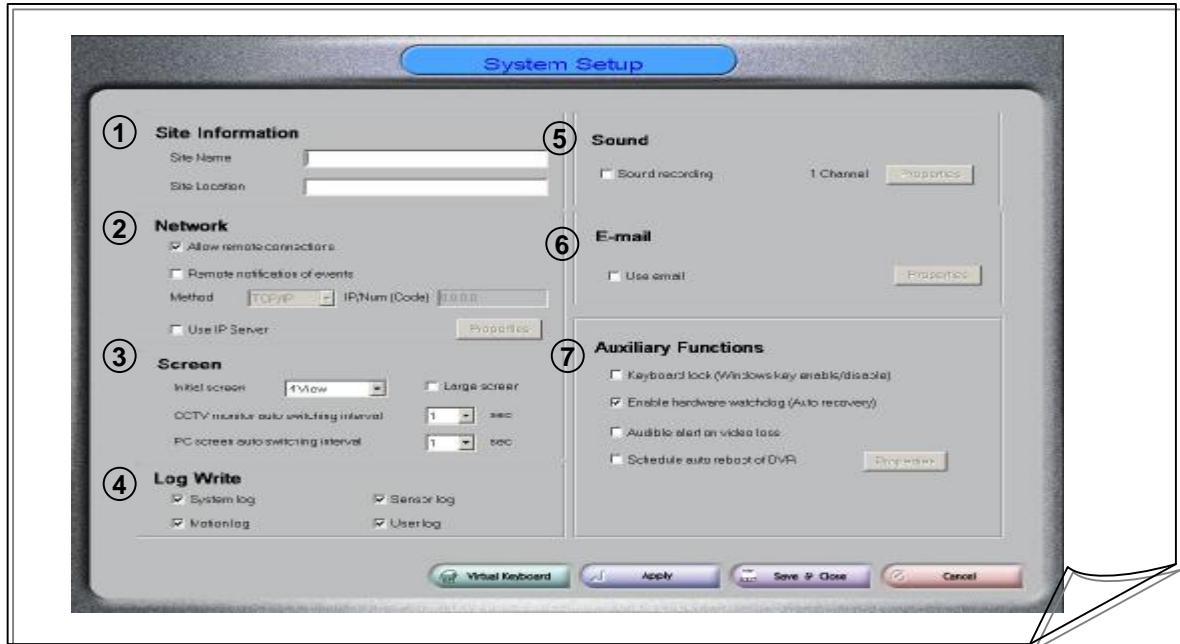 System Setup
1
Site Information
Site Name
Site Location
2
Network
Allow remote connections
Remote notification of events
Method TCP/IP IP/Num (Code) 0.0.0.0
Use IP Server Properties
3
Screen
Initial screen 4View Large screen
CCTV monitor auto switching interval 1 sec
PC screen auto switching interval 1 sec
4
Log Write
System log Sensor log
Motion log User log
5
Sound
Sound recording 1 Channel Properties
6
E-mail
Use email Properties
7
Auxiliary Functions
Keyboard lock (Windows key enable/disable)
Enable hardware watchdog (Auto recovery)
Audible alert on video loss
Schedule auto reboot of DVR Properties
Virtual Keyboard Apply Save & Close Cancel